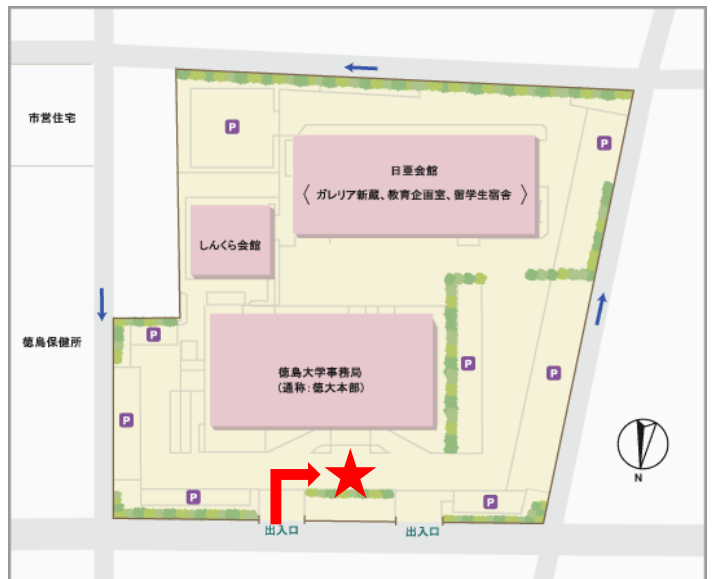 市営住宅
P
P
日亜会館
〈 ガレリア新蔵、教育企画室、留学生宿舎 〉
しんくら会館
徳島保健所
P
徳島大学事務局
(通称:徳大本部)
P
P
P
N
P
P
出入口
出入口